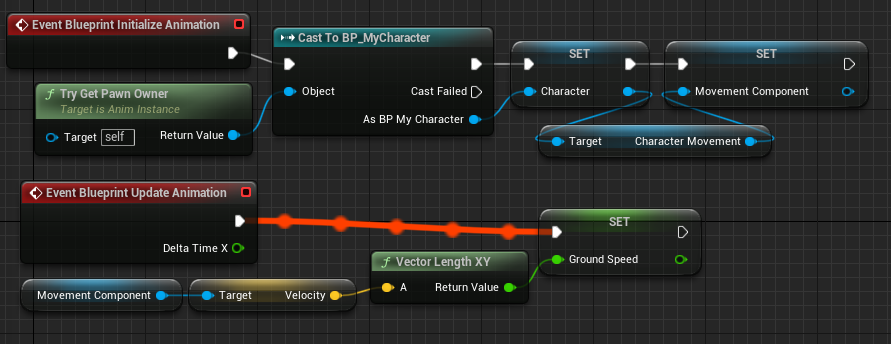 Event Blueprint Initialize Animation
Cast To BP_MyCharacter
Object
Cast Failed
As BP My Character
SET
Character
SET
Movement Component
Try Get Pawn Owner
Target is Anim Instance
Target self Return Value
Target Character Movement
Event Blueprint Update Animation
Delta Time X
SET
Ground Speed
Vector Length XY
A Return Value
Movement Component
Target Velocity